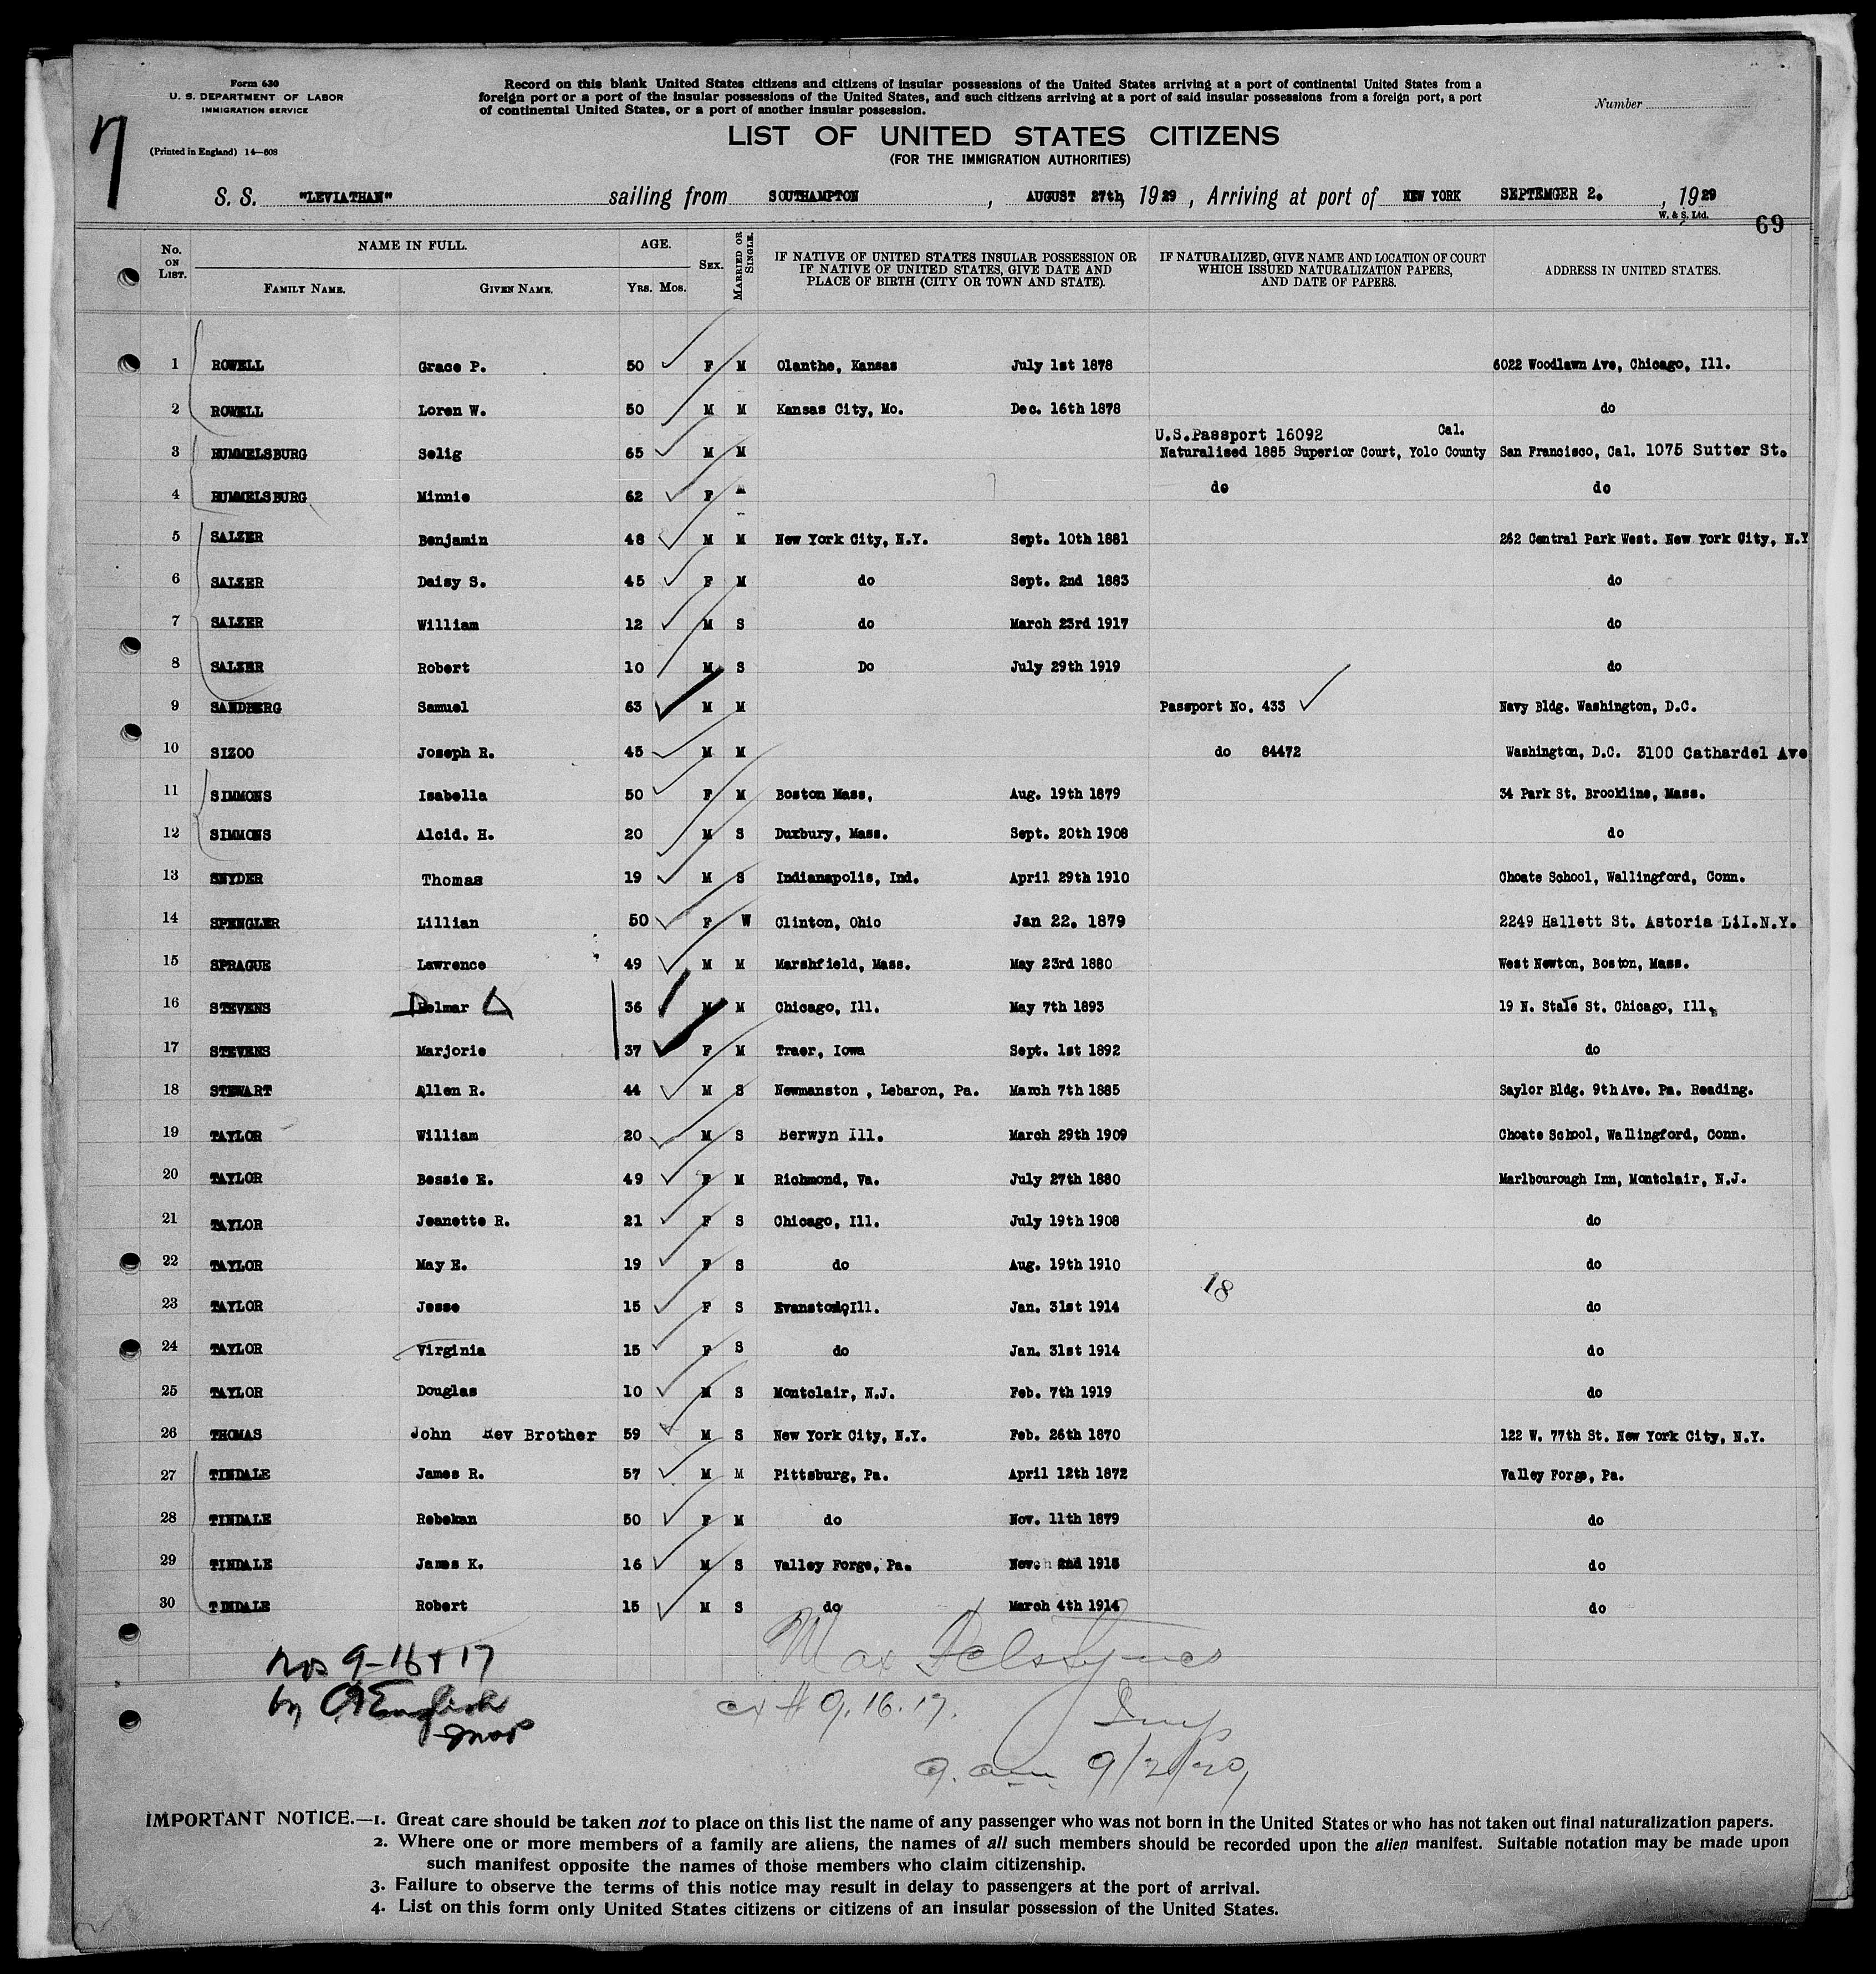 Form 630
U. S. DEPARTMENT OF LABOR
IMMIGRATION SERVICE
(Printed in England) 14—608
7
Record on this blank United States citizens and citizens of insular possessions of the United States arriving at a port of continental United States from a
foreign port or a port of the insular possessions of the United States, and such citizens arriving at a port of said insular possessions from a foreign port, a port
of continental United States, or a port of another insular possession.
Number
LIST OF UNITED STATES CITIZENS
(FOR THE IMMIGRATION AUTHORITIES)
S. S. "LEVIATHAN" sailing from SOUTHAMPTON , AUGUST 27th, 1929 , Arriving at port of NEW YORK SEPTEMGER 2. , 1929
W. & S. Ltd.
69
No. ON LIST. NAME IN FULL. FAMILY NAME. GIVEN NAME. AGE. YRS. MOS. SEX. MARRIED OR SINGLE. IF NATIVE OF UNITED STATES INSULAR POSSESSION OR IF NATIVE OF UNITED STATES, GIVE DATE AND PLACE OF BIRTH (CITY OR TOWN AND STATE). IF NATURALIZED, GIVE NAME AND LOCATION OF COURT WHICH ISSUED NATURALIZATION PAPERS, AND DATE OF PAPERS. ADDRESS IN UNITED STATES.
1 ROWELL Grace P. 50 F M Olanthe, Kansas July 1st 1878 6022 Woodlawn Ave, Chicago, Ill.
2 ROWELL Loren W. 50 M M Kansas City, Mo. Dec. 16th 1878 do
U.S.Passport 16092 Cal.
3 HUMMELSBURG Selig 65 M M Naturalised 1885 Superior Court, Yolo County San Francisco, Cal. 1075 Sutter St.
4 HUMMELSBURG Minnie 62 F M do do
5 SALZER Benjamin 48 M M New York City, N.Y. Sept. 10th 1881 262 Central Park West. New York City, N.Y
6 SALZER Daisy S. 45 F M do Sept. 2nd 1883 do
7 SALZER William 12 M S do March 23rd 1917 do
8 SALZER Robert 10 M S Do July 29th 1919 do
9 SANDBERG Samuel 63 M M Passport No. 433 Navy Bldg. Washington, D.C.
10 SIZOO Joseph R. 45 M M do 84472 Washington, D.C. 3100 Cathardel Ave
11 SIMMONS Isabella 50 F M Boston Mass, Aug. 19th 1879 34 Park St. Brookline, Mass.
12 SIMMONS Alcid. H. 20 M S Duxbury, Mass. Sept. 20th 1908 do
13 SNYDER Thomas 19 M S Indianapolis, Ind. April 29th 1910 Choate School, Wallingford, Conn.
14 SPENGLER Lillian 50 F W Clinton, Ohio Jan 22. 1879 2249 Hallett St. Astoria L.I.N.Y.
15 SPRAGUE Lawrence 49 M M Marshfield, Mass. May 23rd 1880 West Newton, Boston, Mass.
16 STEVENS Delmar D 36 M M Chicago, Ill. May 7th 1893 19 N. State St. Chicago, Ill.
17 STEVENS Marjorie 37 F M Traer, Iowa Sept. 1st 1892 do
18 STEWART Allen R. 44 M S Newmanston , Lebaron, Pa. March 7th 1885 Saylor Bldg. 9thAve. Pa. Reading.
19 TAYLOR William 20 M S Berwyn Ill. March 29th 1909 Choate School, Wallingford, Conn.
20 TAYLOR Bessie E. 49 F M Richmond, Va. July 27th 1880 Marlbourough Inn, Montclair, N.J.
21 TAYLOR Jeanette R. 21 F S Chicago, Ill. July 19th 1908 do
22 TAYLOR May E. 19 F S do Aug. 19th 1910 do
18
23 TAYLOR Jesse 15 F S Evanston,Ill. Jan. 31st 1914 do
24 TAYLOR Virginia 15 F S do Jan. 31st 1914 do
25 TAYLOR Douglas 10 M S Montclair, N.J. Feb. 7th 1919 do
26 THOMAS John Rev Brother 59 M S New York City, N.Y. Feb. 26th 1870 122 W. 77th St. New York City, N.Y.
27 TINDALE James R. 57 M M Pittsburg, Pa. April 12th 1872 Valley Forge, Pa.
28 TINDALE Rebekan 50 F M do Nov. 11th 1879 do
29 TINDALE James K. 16 M S Valley Forge, Pa. Nov. 2nd 1913 do
30 TINDALE Robert 15 M S do March 4th 1914 do
Nos 9-16 + 17
by English
Insp
Max
ex # 9.16.17.
Insp
9. am 9/2/29
IMPORTANT NOTICE.—1. Great care should be taken not to place on this list the name of any passenger who was not born in the United States or who has not taken out final naturalization papers.
2. Where one or more members of a family are aliens, the names of all such members should be recorded upon the alien manifest. Suitable notation may be made upon
such manifest opposite the names of those members who claim citizenship.
3. Failure to observe the terms of this notice may result in delay to passengers at the port of arrival.
4. List on this form only United States citizens or citizens of an insular possession of the United States.